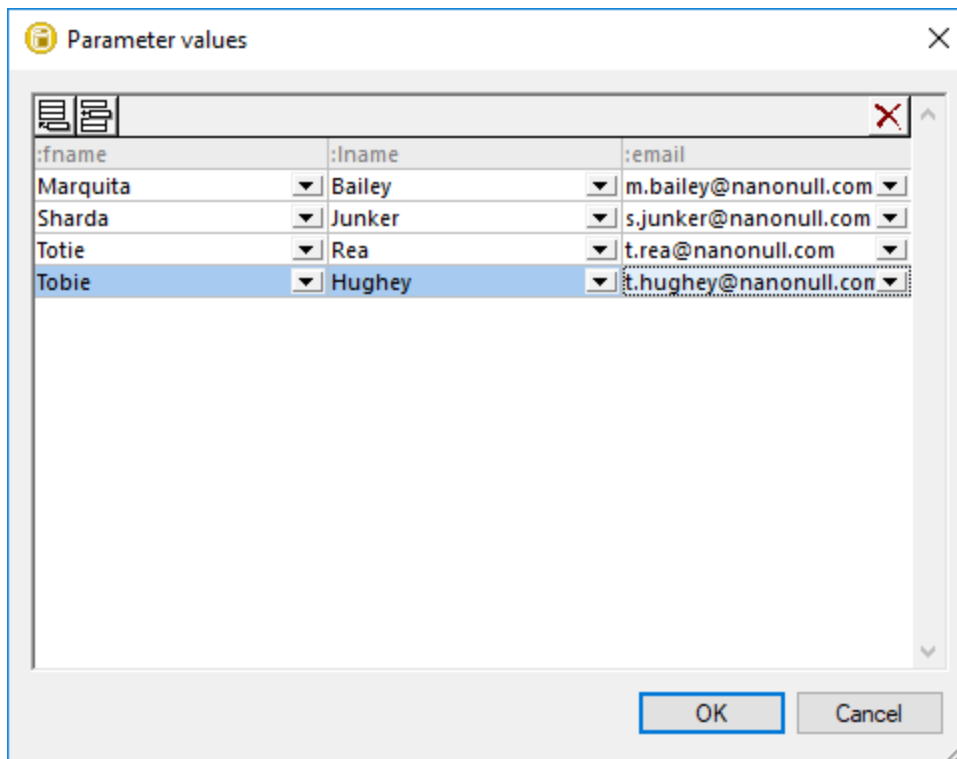 Parameter values
:fname :lname :email
Marquita Bailey m.bailey@nanonull.com
Sharda Junker s.junker@nanonull.com
Totie Rea t.rea@nanonull.com
Tobie Hughey t.hughey@nanonull.com
OK Cancel